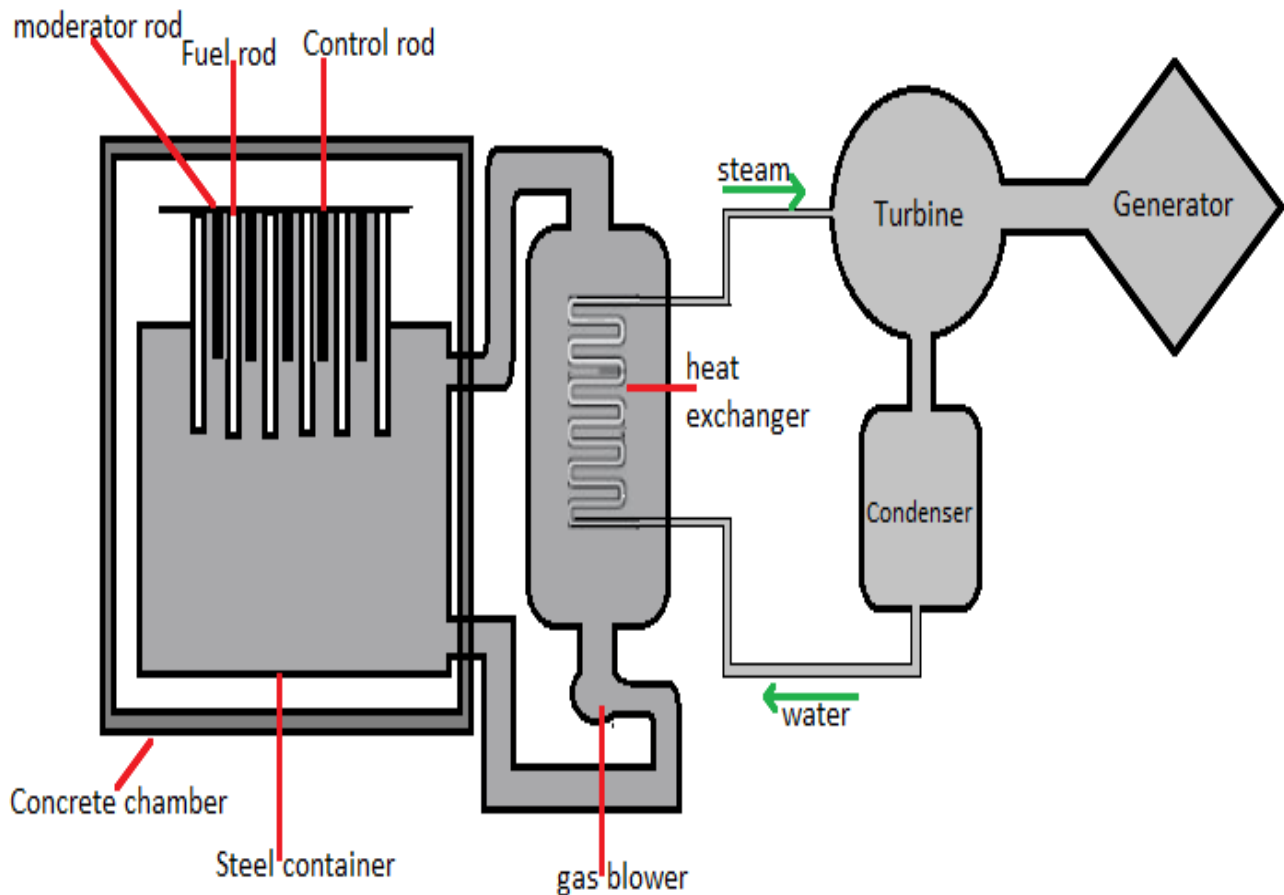 moderator rod
Fuel rod
Control rod
steam
Turbine
Generator
heat
exchanger
Condenser
water
Concrete chamber
Steel container
gas blower